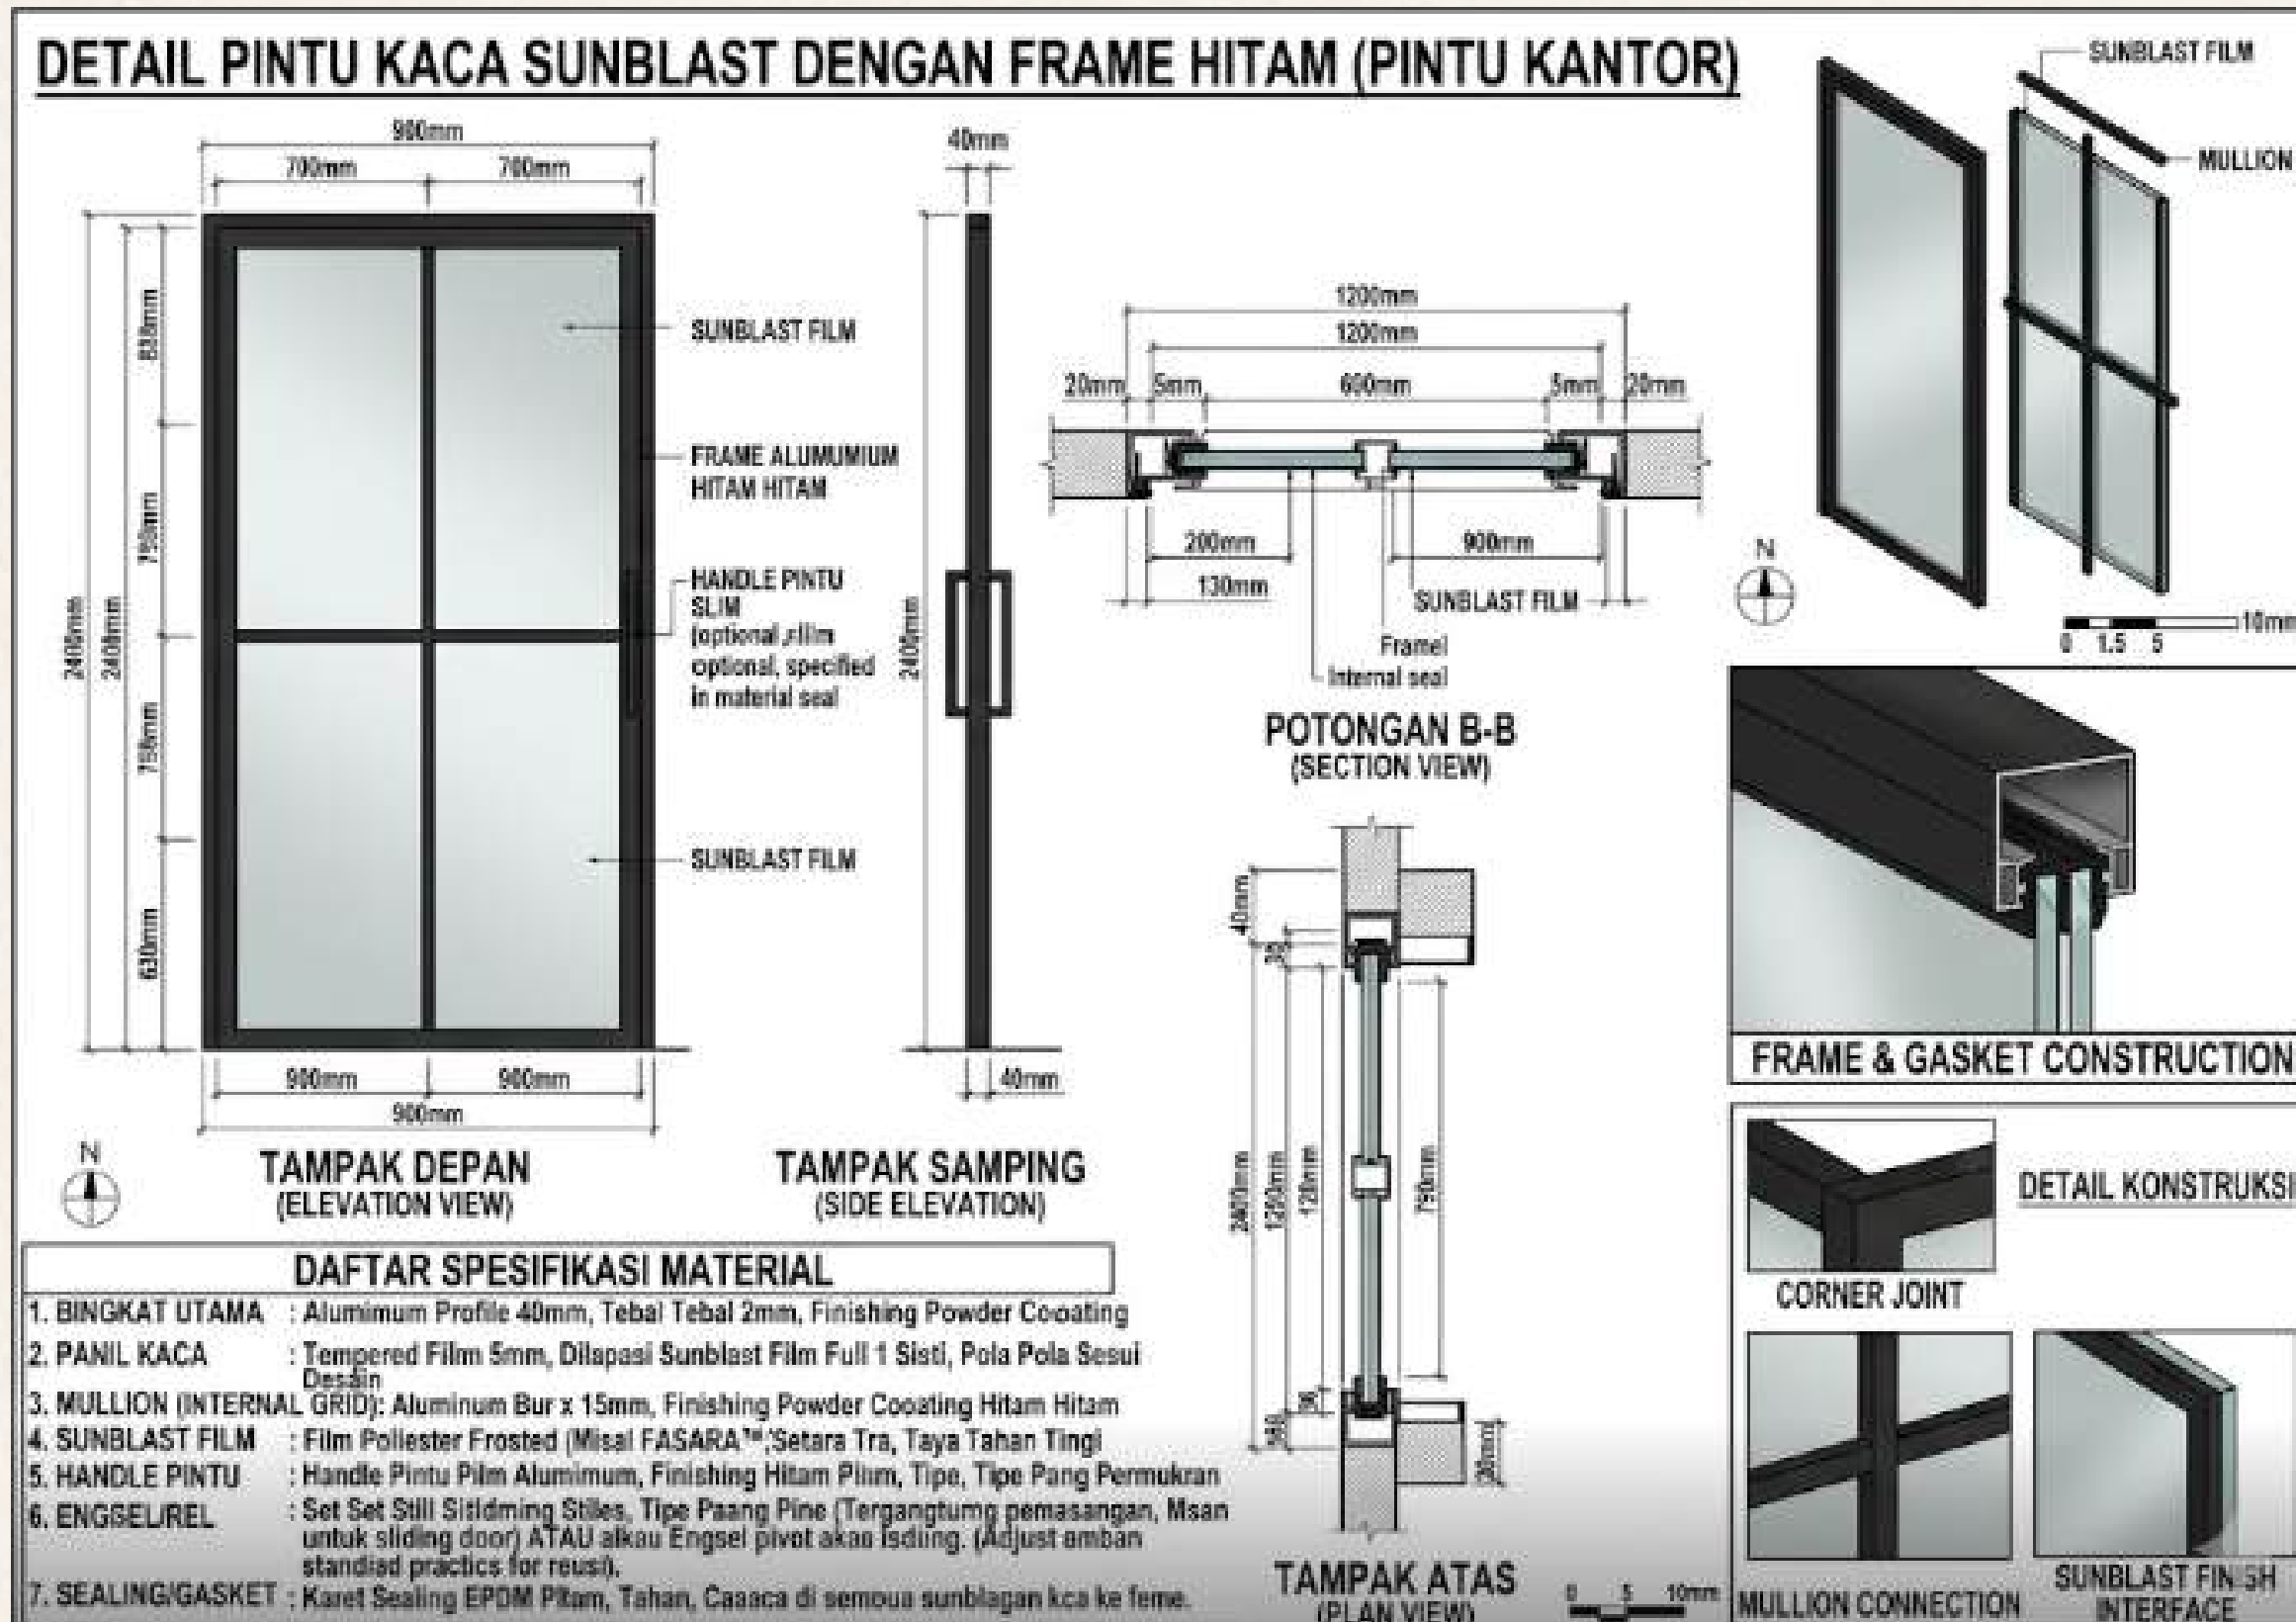 DETAIL PINTU KACA SUNBLAST DENGAN FRAME HITAM (PINTU KANTOR)
900mm
700mm
700mm
2400mm
2400mm
838mm
750mm
758mm
630mm
SUNBLAST FILM
FRAME ALUMUMIUM
HITAM HITAM
HANDLE PINTU
SLIM
(optional
optional, specified
in material seal
SUNBLAST FILM
900mm
900mm
900mm
N
TAMPAK DEPAN
(ELEVATION VIEW)
40mm
2400mm
40mm
TAMPAK SAMPING
(SIDE ELEVATION)
1200mm
1200mm
20mm
5mm
600mm
5mm
20mm
200mm
900mm
130mm
SUNBLAST FILM
Framel
Internal seal
POTONGAN B-B
(SECTION VIEW)
40mm
2400mm
1200mm
120mm
790mm
30mm
TAMPAK ATAS
(PLAN VIEW)
0 5 10mm
SUNBLAST FILM
MULLION
N
0 1.5 5 10mm
FRAME & GASKET CONSTRUCTION
DETAIL KONSTRUKSI
CORNER JOINT
MULLION CONNECTION
SUNBLAST FINISH
INTERFACE
DAFTAR SPESIFIKASI MATERIAL
1. BINGKAT UTAMA : Alumimum Profile 40mm, Tebal Tebal 2mm, Finishing Powder Cooating
2. PANIL KACA : Tempered Film 5mm, Dilapasi Sunblast Film Full 1 Sisti, Pola Pola Sesui
Desain
3. MULLION (INTERNAL GRID): Aluminum Bur x 15mm, Finishing Powder Cooating Hitam Hitam
4. SUNBLAST FILM : Film Poliester Frosted (Misal FASARA™, Setara Tra, Taya Tahan Tingi
5. HANDLE PINTU : Handle Pintu Pilm Alumimum, Finishing Hitam Plim, Tipe, Tipe Pang Permukran
6. ENGSEL/REL : Set Set Still Stiles, Tipe Paang Pine (Tergangtumg pemasangan, Msan
untuk sliding door) ATAU alkau Engsel pivot akao (Adjust emban
standiad practics for
7. SEALING/GASKET : Karet Sealing EPDM Tahan, Caaaca di semoua sunblagan kca ke feme.